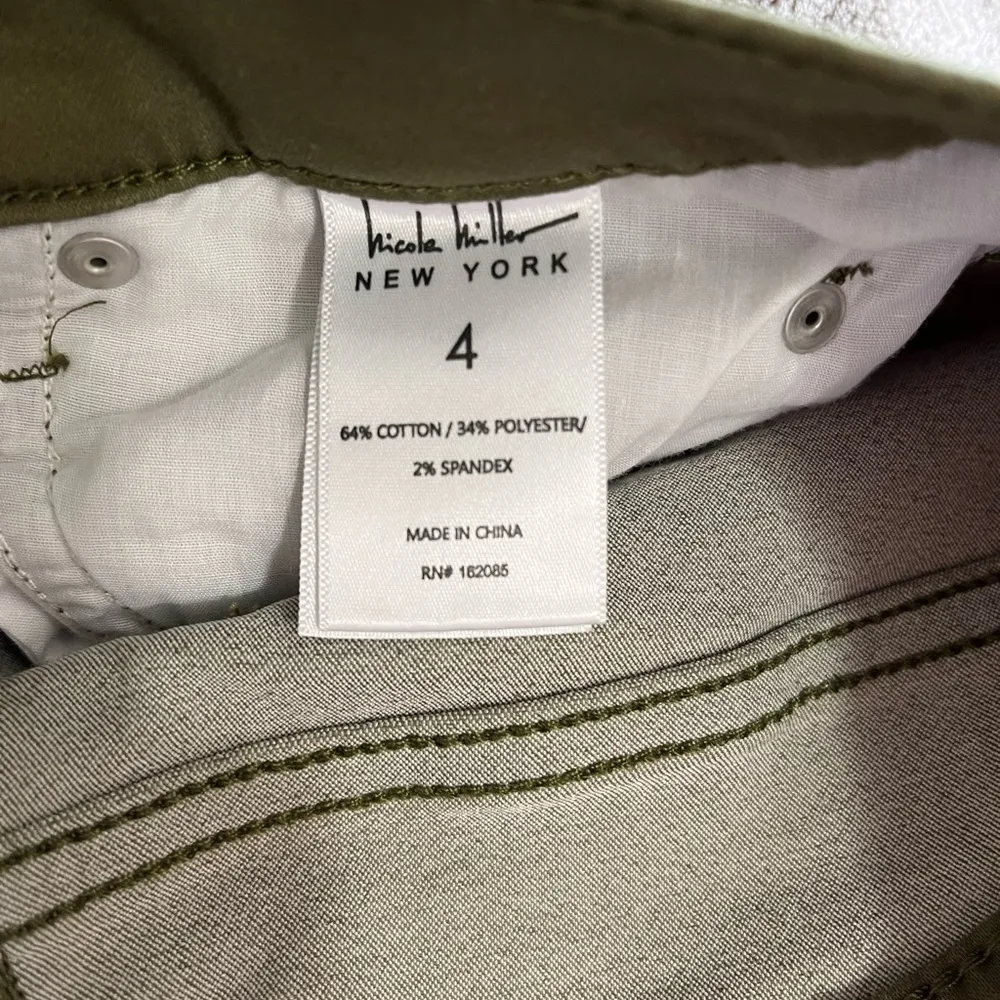 Nicole Miller
NEW YORK
4
64% COTTON / 34% POLYESTER/
2% SPANDEX
MADE IN CHINA
RN# 162085